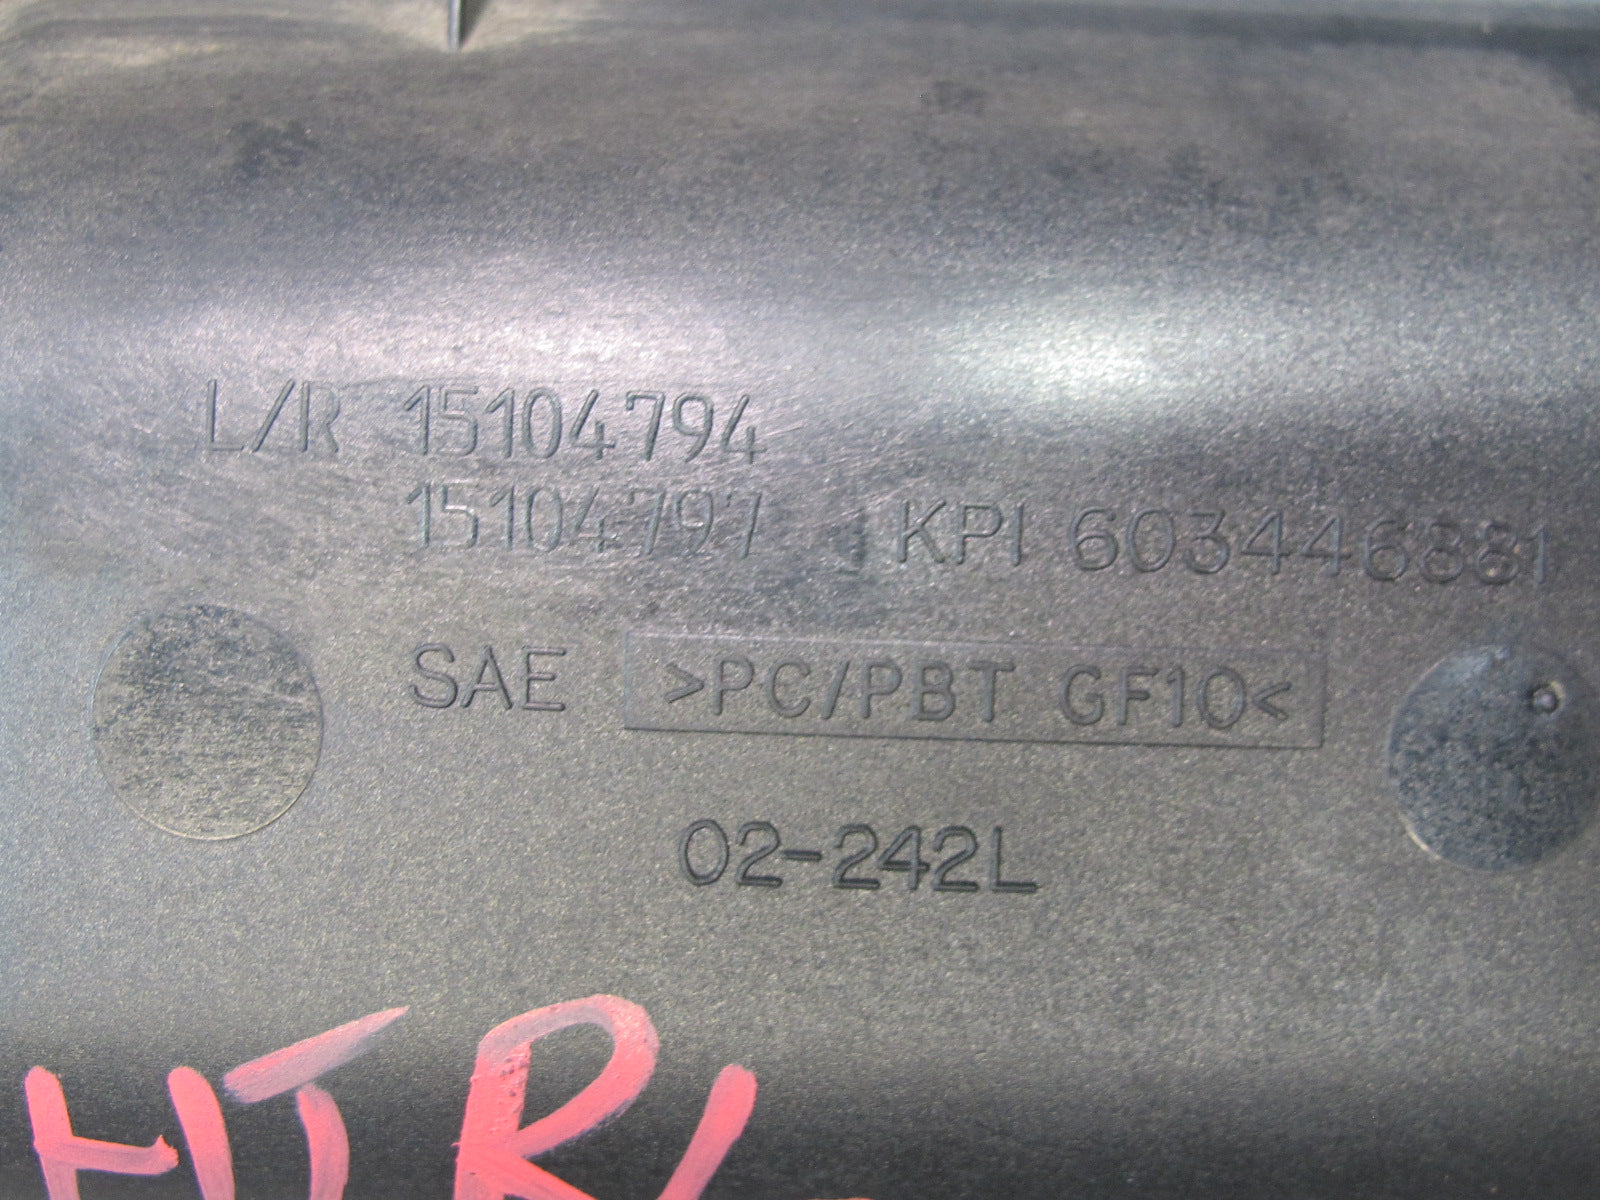 L/R 15104794
15104797 KPI 603446881
SAE >PC/PBT GF10<
02-242L